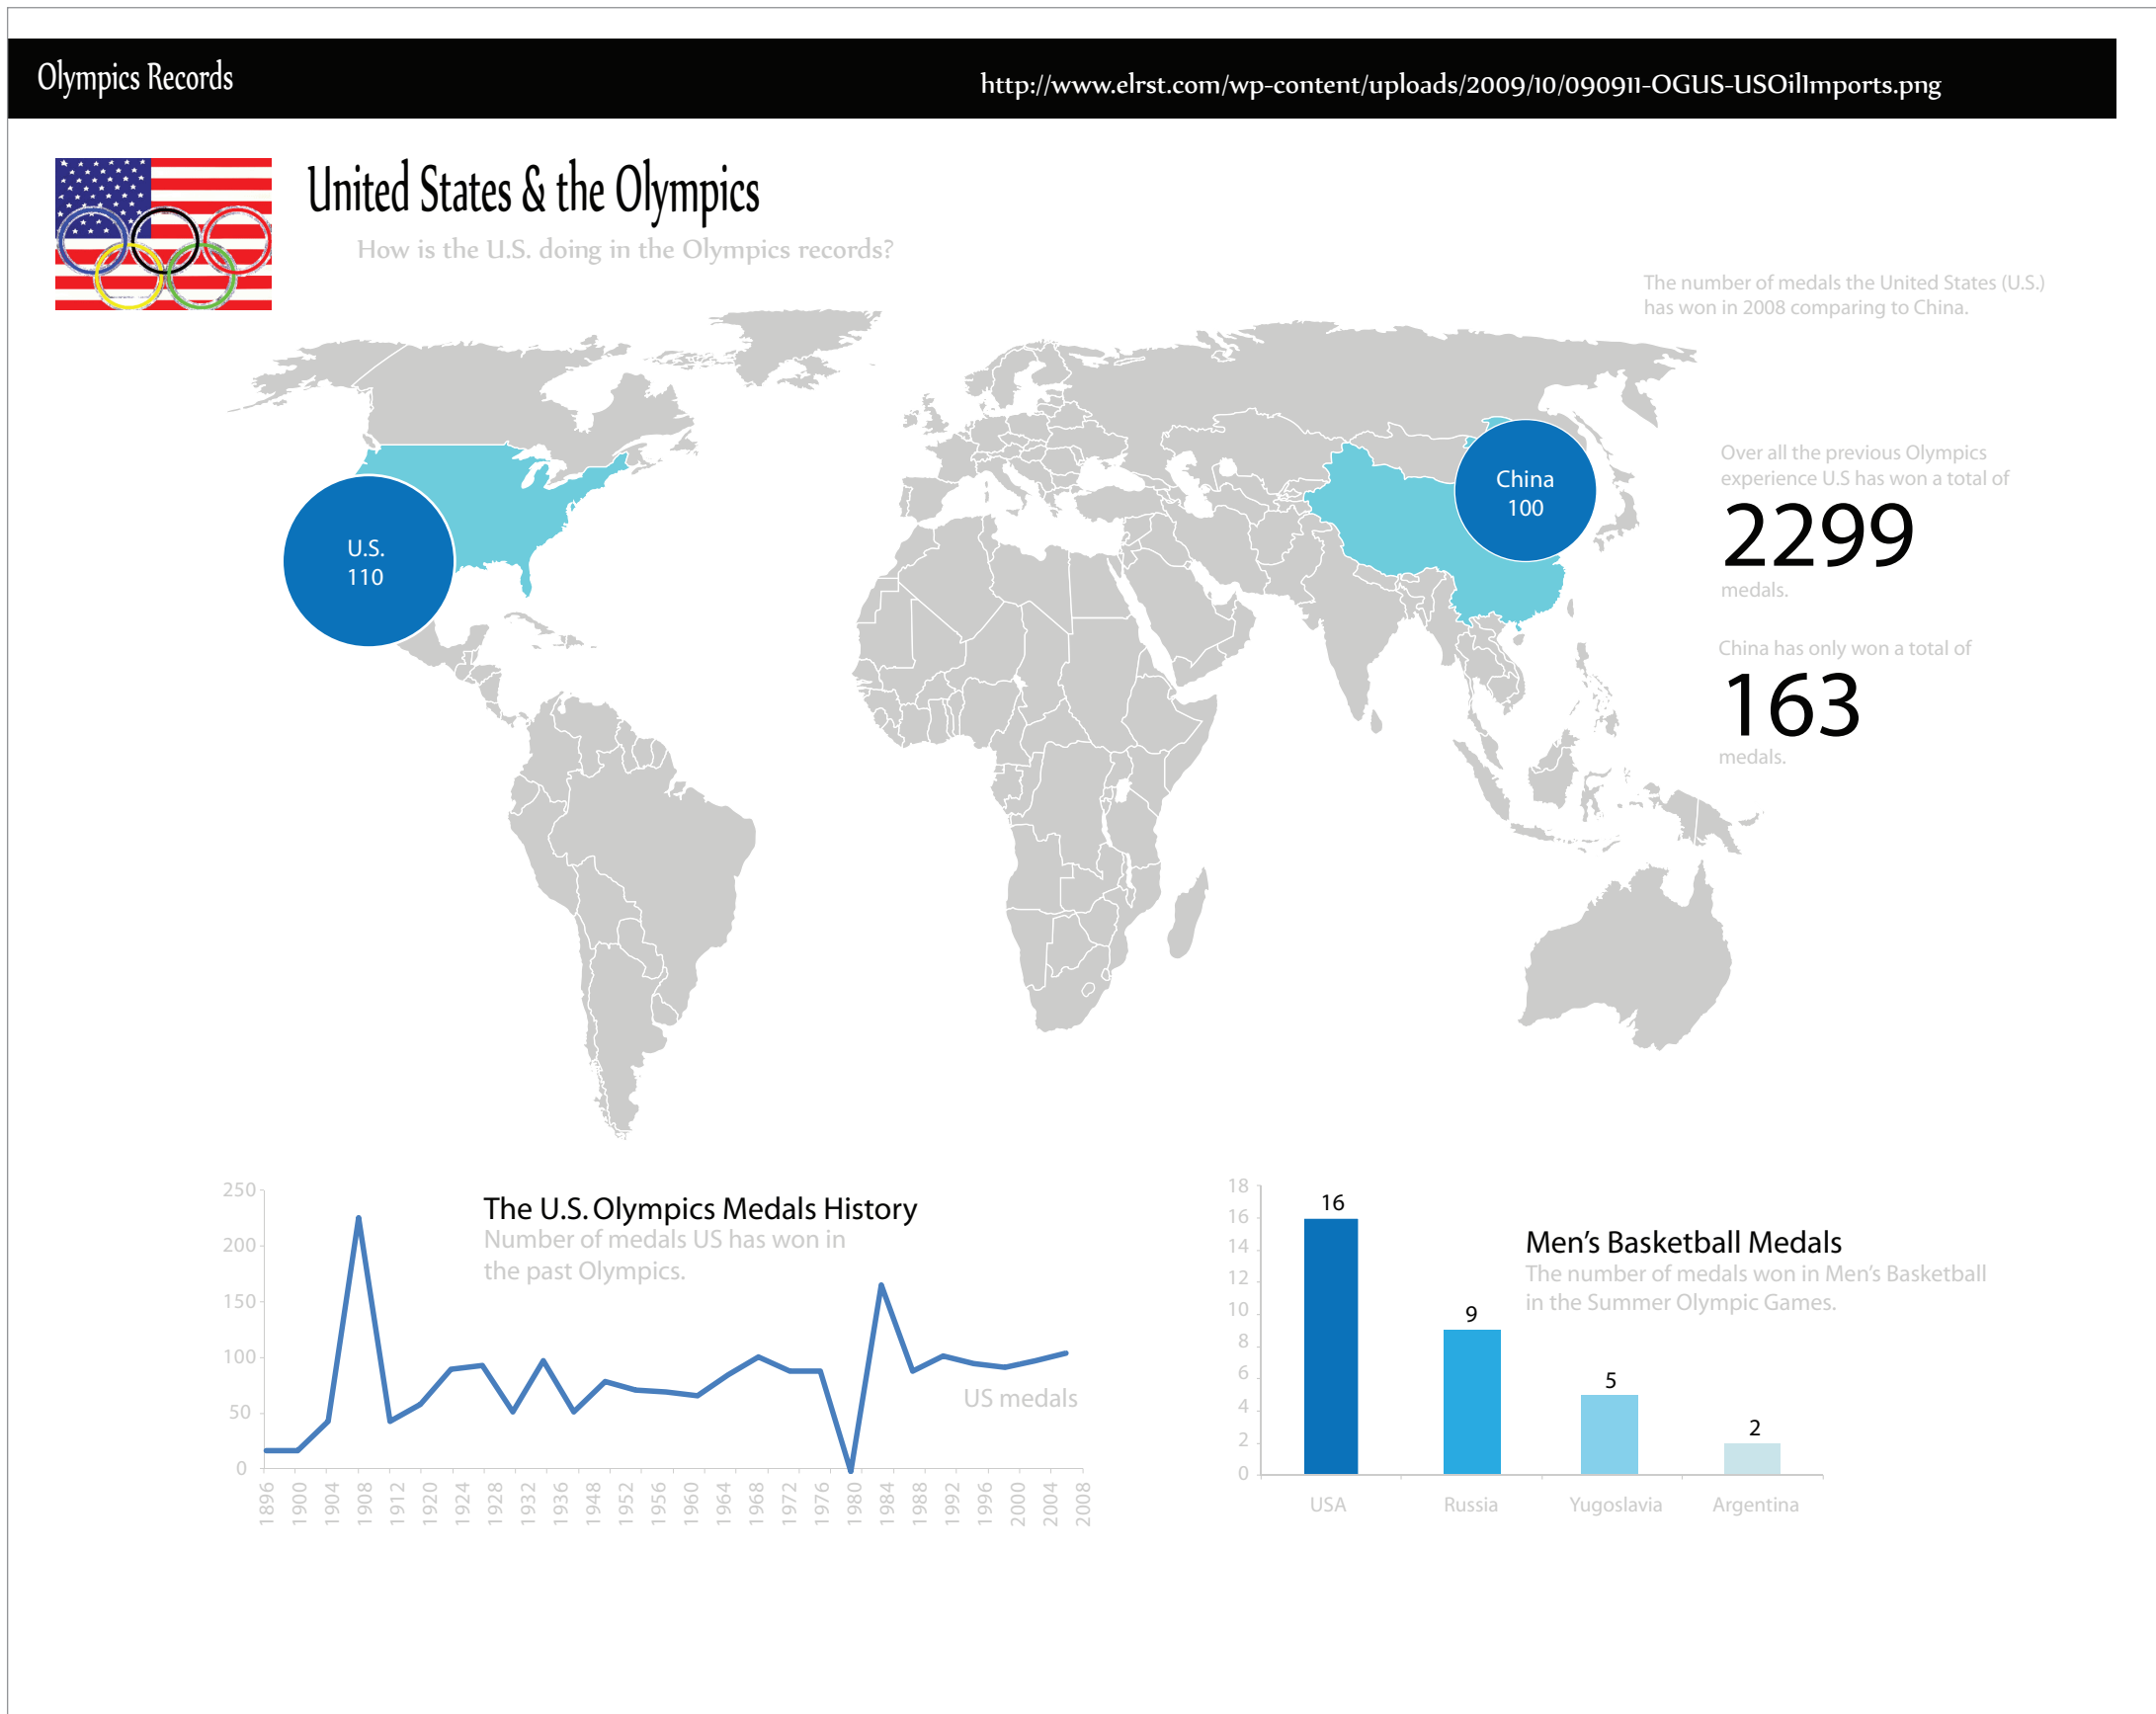 Olympics Records
http://www.elrst.com/wp-content/uploads/2009/10/090911-OGUS-USOilImports.png
United States & the Olympics
How is the U.S. doing in the Olympics records?
The number of medals the United States (U.S.)
has won in 2008 comparing to China.
U.S.
110
China
100
Over all the previous Olympics
experience U.S has won a total of
2299
medals.
China has only won a total of
163
medals.
The U.S. Olympics Medals History
Number of medals US has won in
the past Olympics.
250
200
150
100
50
0
US medals
1896
1900
1904
1908
1912
1920
1924
1928
1932
1936
1948
1952
1956
1960
1964
1968
1972
1976
1980
1984
1988
1992
1996
2000
2004
2008
Men's Basketball Medals
The number of medals won in Men's Basketball
in the Summer Olympic Games.
18
16
14
12
10
8
6
4
2
0
16
9
5
2
USA Russia Yugoslavia Argentina